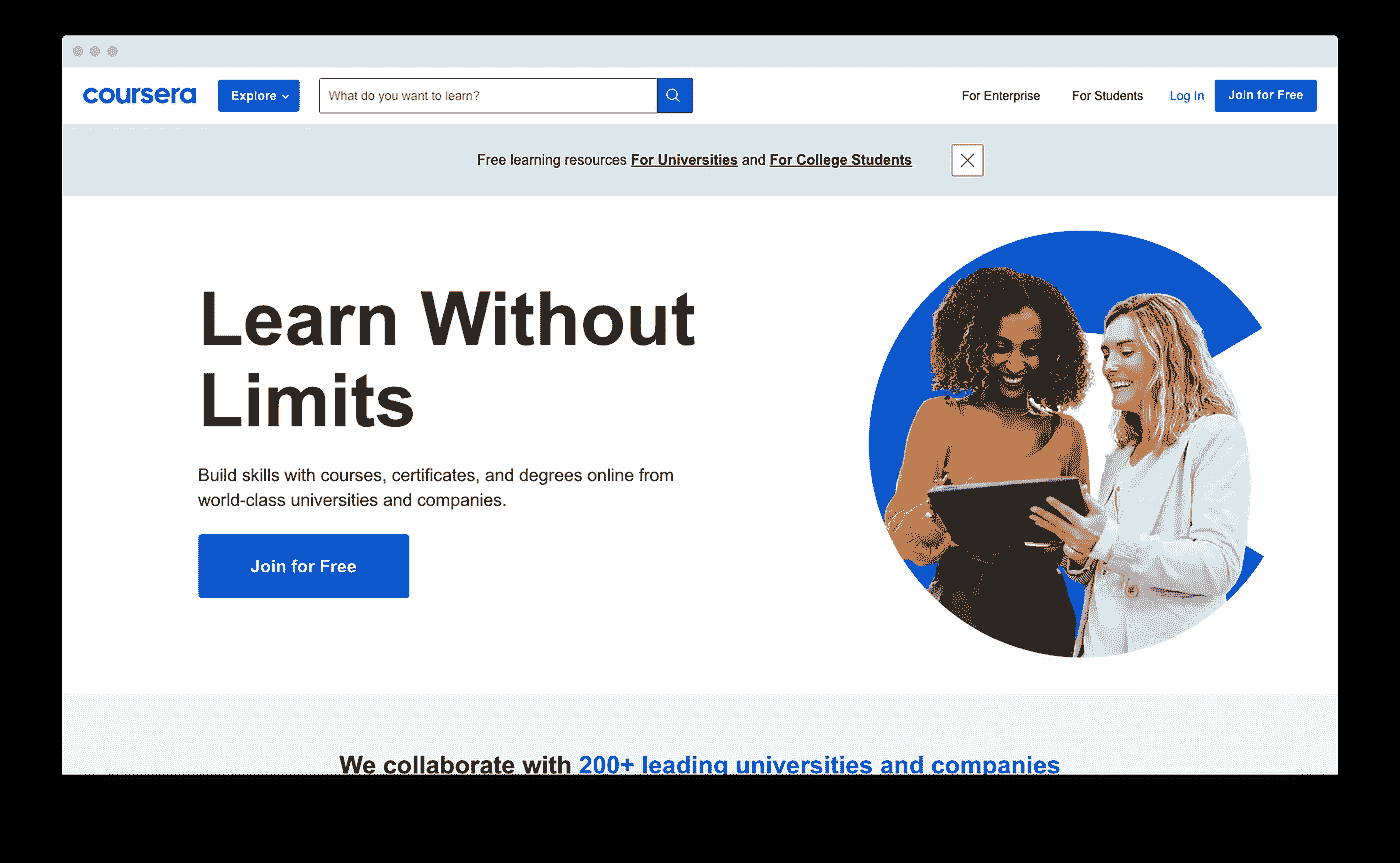 coursera
Explore
What do you want to learn?
For Enterprise
For Students
Log In
Join for Free
Free learning resources For Universities and For College Students
Learn Without
Limits
Build skills with courses, certificates, and degrees online from
world-class universities and companies.
Join for Free
We collaborate with 200+ leading universities and companies